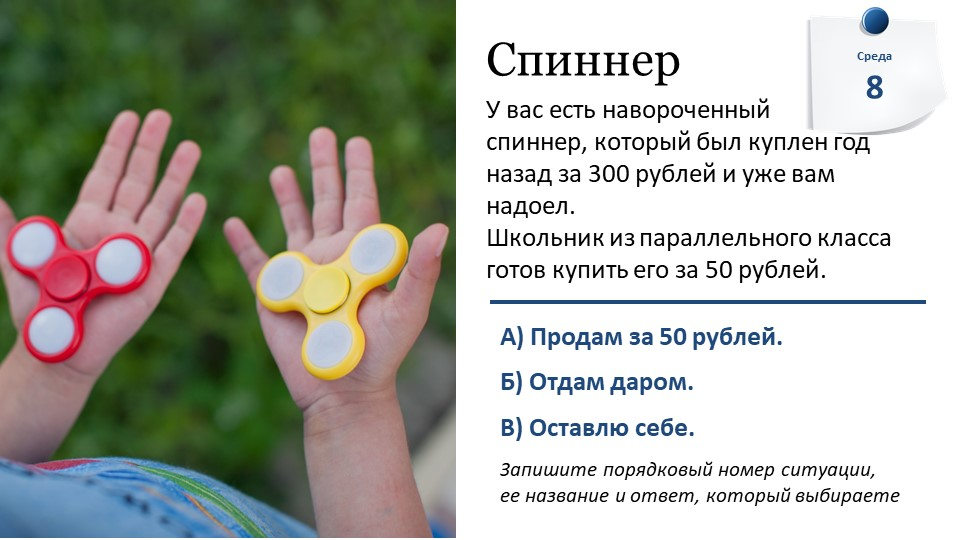 Спиннер
Среда
8
У вас есть навороченный
спиннер, который был куплен год
назад за 300 рублей и уже вам
надоел.
Школьник из параллельного класса
готов купить его за 50 рублей.
А) Продам за 50 рублей.
Б) Отдам даром.
В) Оставлю себе.
Запишите порядковый номер ситуации,
ее название и ответ, который выбираете